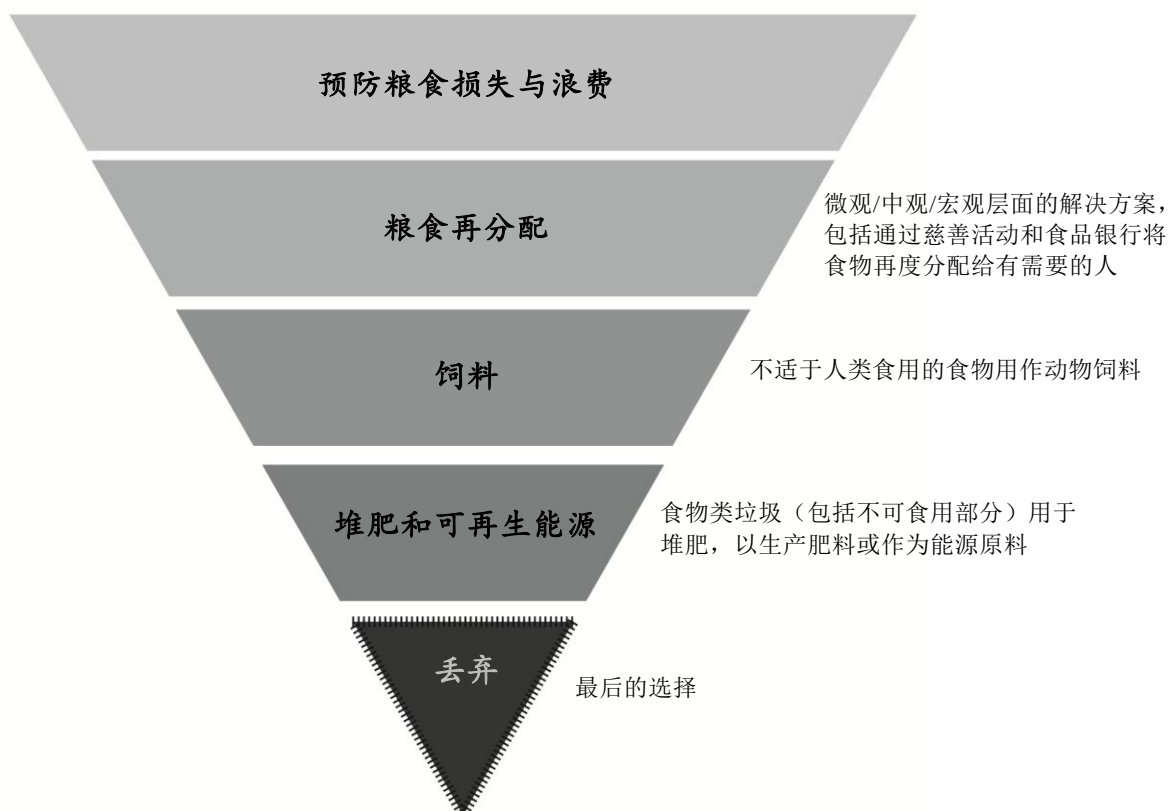 预防粮食损失与浪费
粮食再分配
微观/中观/宏观层面的解决方案，
包括通过慈善活动和食品银行将
食物再度分配给有需要的人
饲料
不适于人类食用的食物用作动物饲料
堆肥和可再生能源
食物类垃圾（包括不可食用部分）用于
堆肥，以生产肥料或作为能源原料
丢弃
最后的选择